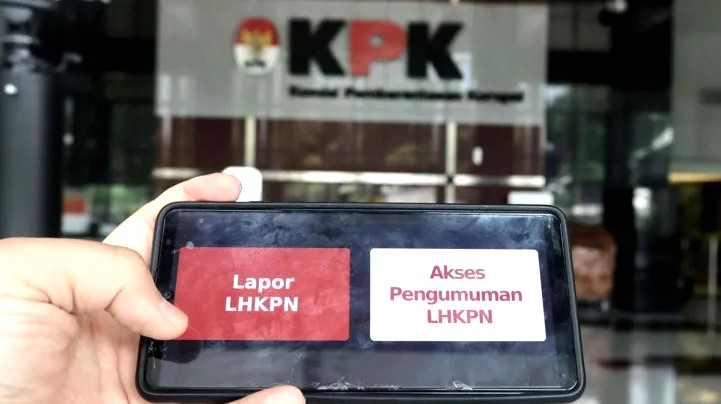 KPK
Komisi Pemberantasan Korupsi
Lapor
LHKPN
Akses
Pengumuman
LHKPN